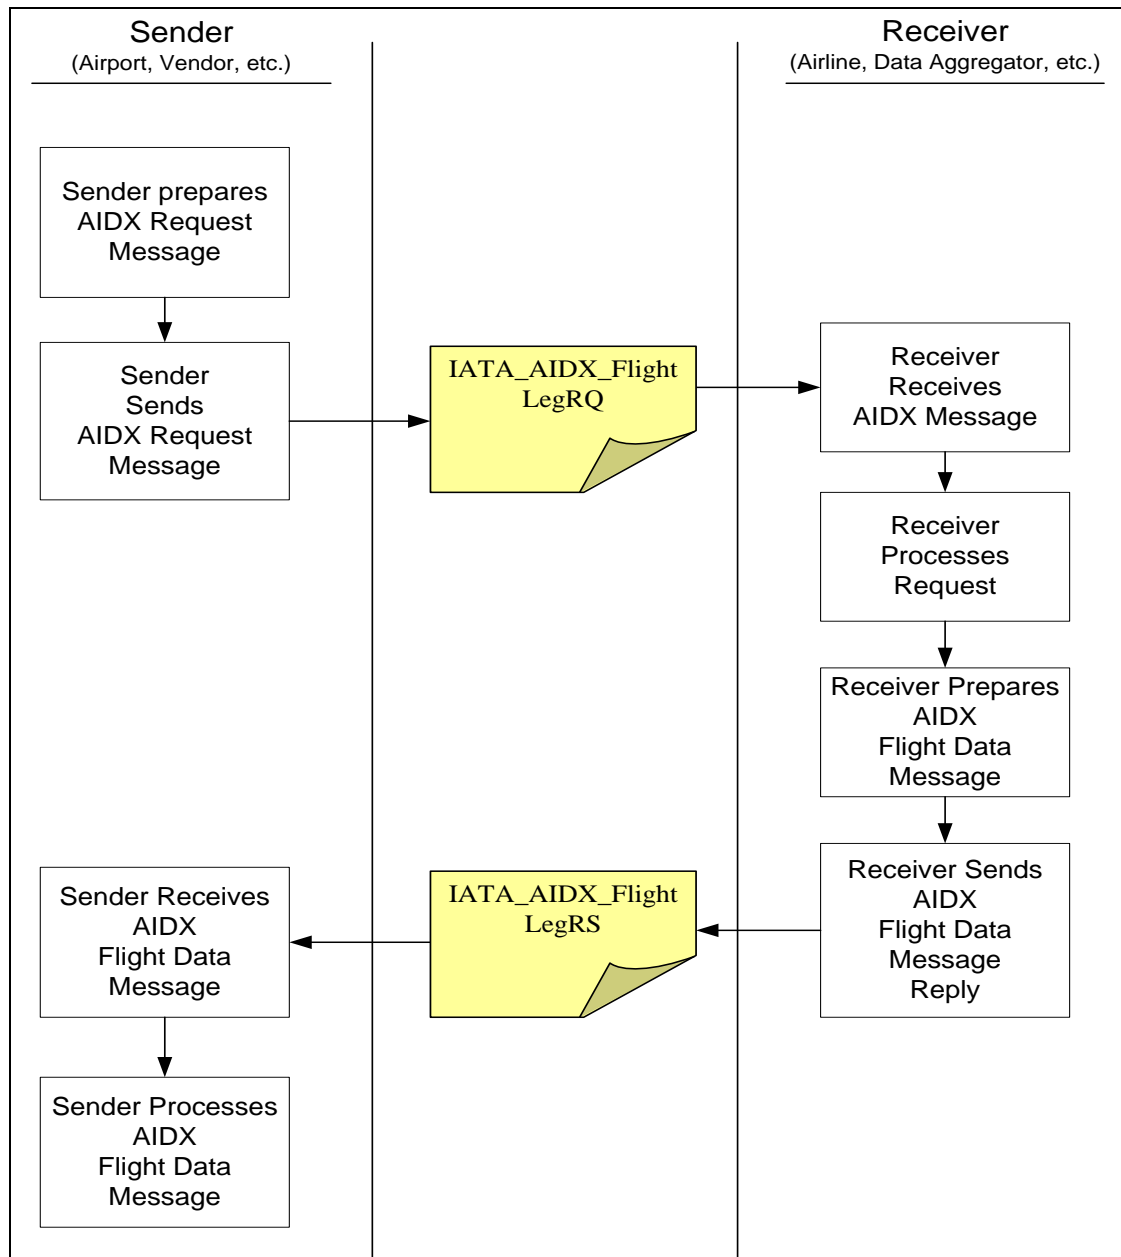 Sender
(Airport, Vendor, etc.)
Receiver
(Airline, Data Aggregator, etc.)
Sender prepares
AIDX Request
Message
Sender
Sends
AIDX Request
Message
IATA_AIDX_Flight
LegRQ
Receiver
Receives
AIDX Message
Receiver
Processes
Request
Receiver Prepares
AIDX
Flight Data
Message
Receiver Sends
AIDX
Flight Data
Message
Reply
IATA_AIDX_Flight
LegRS
Sender Receives
AIDX
Flight Data
Message
Sender Processes
AIDX
Flight Data
Message